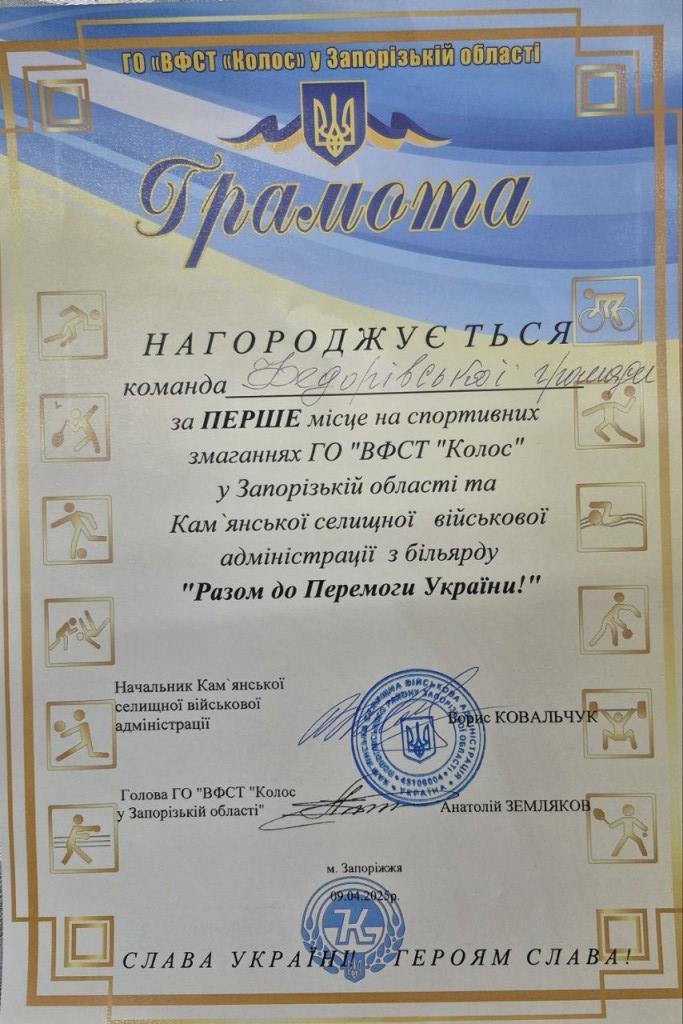 ГО «ВФСТ «Колос» у Запорізькій області
Грамота
НАГОРОДЖУЄТЬСЯ
команда Федорівської громади
за ПЕРШЕ місце на спортивних
змаганнях ГО "ВФСТ "Колос"
у Запорізькій області та
Кам`янської селищної військової
адміністрації з більярду
"Разом до Перемоги України!"
Начальник Кам`янської
селищної військової
адміністрації
Борис КОВАЛЬЧУК
Голова ГО "ВФСТ "Колос
у Запорізькій області"
Анатолій ЗЕМЛЯКОВ
м. Запоріжжя
09.04.2025р.
К
СЛАВА УКРАЇНІ! ГЕРОЯМ СЛАВА!